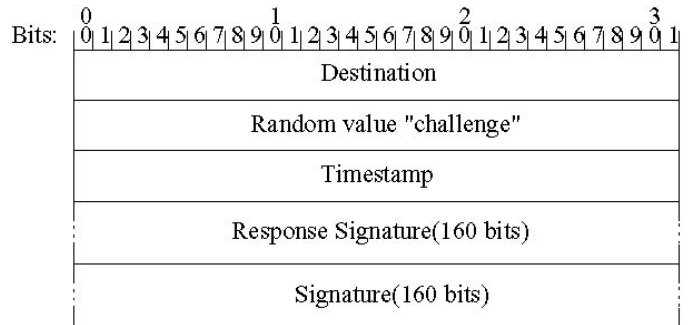 0 1 2 3
Bits: 0 1 2 3 4 5 6 7 8 9 0 1 2 3 4 5 6 7 8 9 0 1 2 3 4 5 6 7 8 9 0 1
Destination
Random value "challenge"
Timestamp
Response Signature(160 bits)
Signature(160 bits)